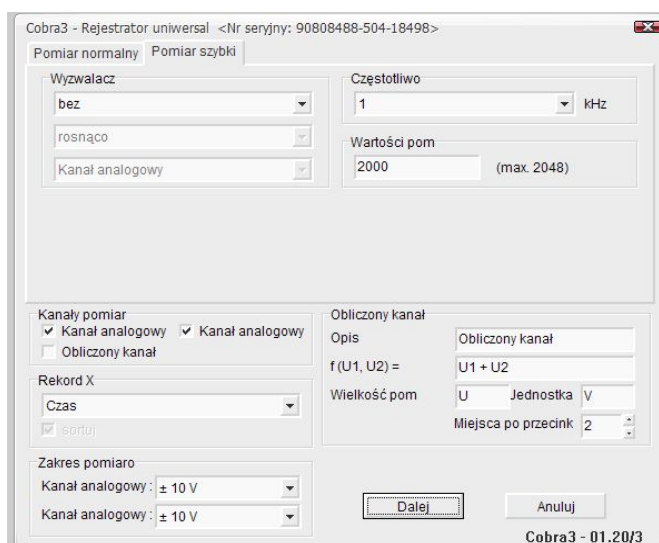 Cobra3 - Rejestrator uniwersal <Nr seryjny: 90808488-504-18498>
Pomiar normalny Pomiar szybki
Wyzwalacz
bez
rosnąco
Kanał analogowy
Częstotliwo
1 kHz
Wartości pom
2000 (max. 2048)
Kanały pomiar
Kanał analogowy Kanał analogowy
Obliczony kanał
Rekord X
Czas
sortuj
Zakres pomiaro
Kanał analogowy : ± 10 V
Kanał analogowy : ± 10 V
Obliczony kanał
Opis Obliczony kanał
f (U1, U2) = U1 + U2
Wielkość pom U Jednostka V
Miejsca po przecink 2
Dalej Anuluj
Cobra3 - 01.20/3